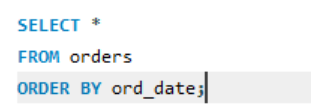 SELECT *
FROM orders
ORDER BY ord_date;